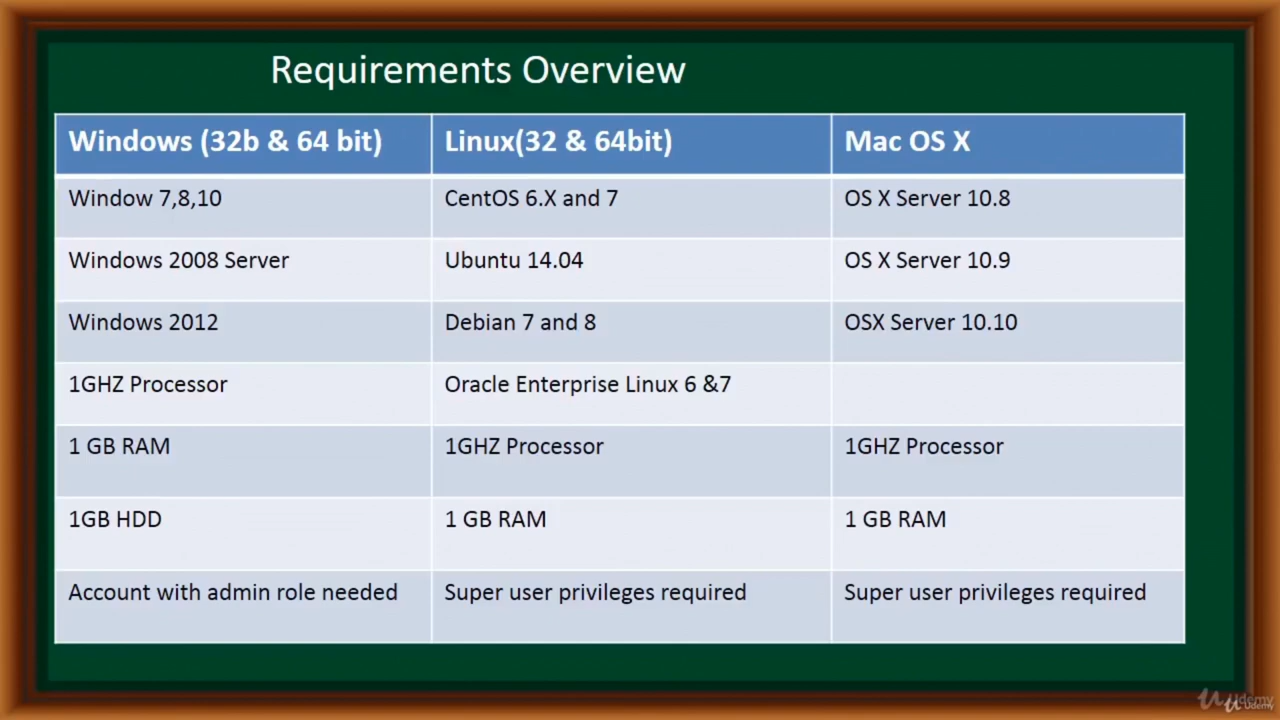 Requirements Overview
Windows (32b & 64 bit) Linux(32 & 64bit) Mac OS X
Window 7,8,10 CentOS 6.X and 7 OS X Server 10.8
Windows 2008 Server Ubuntu 14.04 OS X Server 10.9
Windows 2012 Debian 7 and 8 OSX Server 10.10
1GHZ Processor Oracle Enterprise Linux 6 &7
1 GB RAM 1GHZ Processor 1GHZ Processor
1GB HDD 1 GB RAM 1 GB RAM
Account with admin role needed Super user privileges required Super user privileges required
Udemy